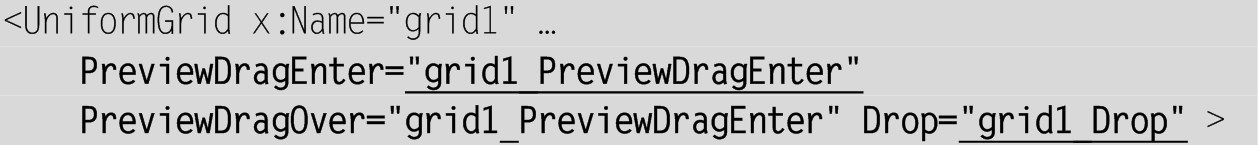 <UniformGrid x:Name="grid1" …
PreviewDragEnter="grid1_PreviewDragEnter"
PreviewDragOver="grid1_PreviewDragEnter" Drop="grid1_Drop" >